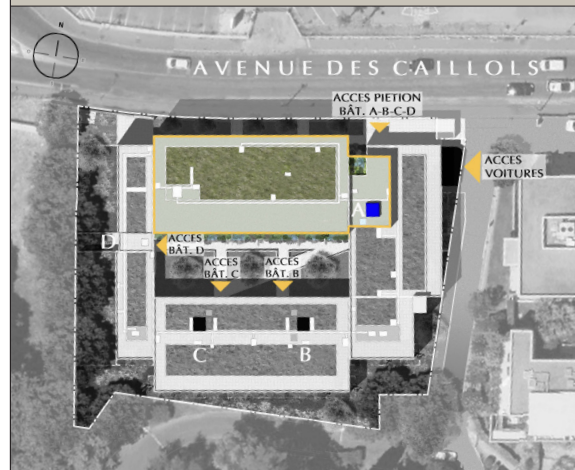 N
AVENUE DES CAILLOLS
ACCES PIETION
BÂT. A-B-C-D
ACCES
VOITURES
A
D
ACCES
BÂT. D
ACCES
BÂT. C
ACCES
BÂT. B
C
B